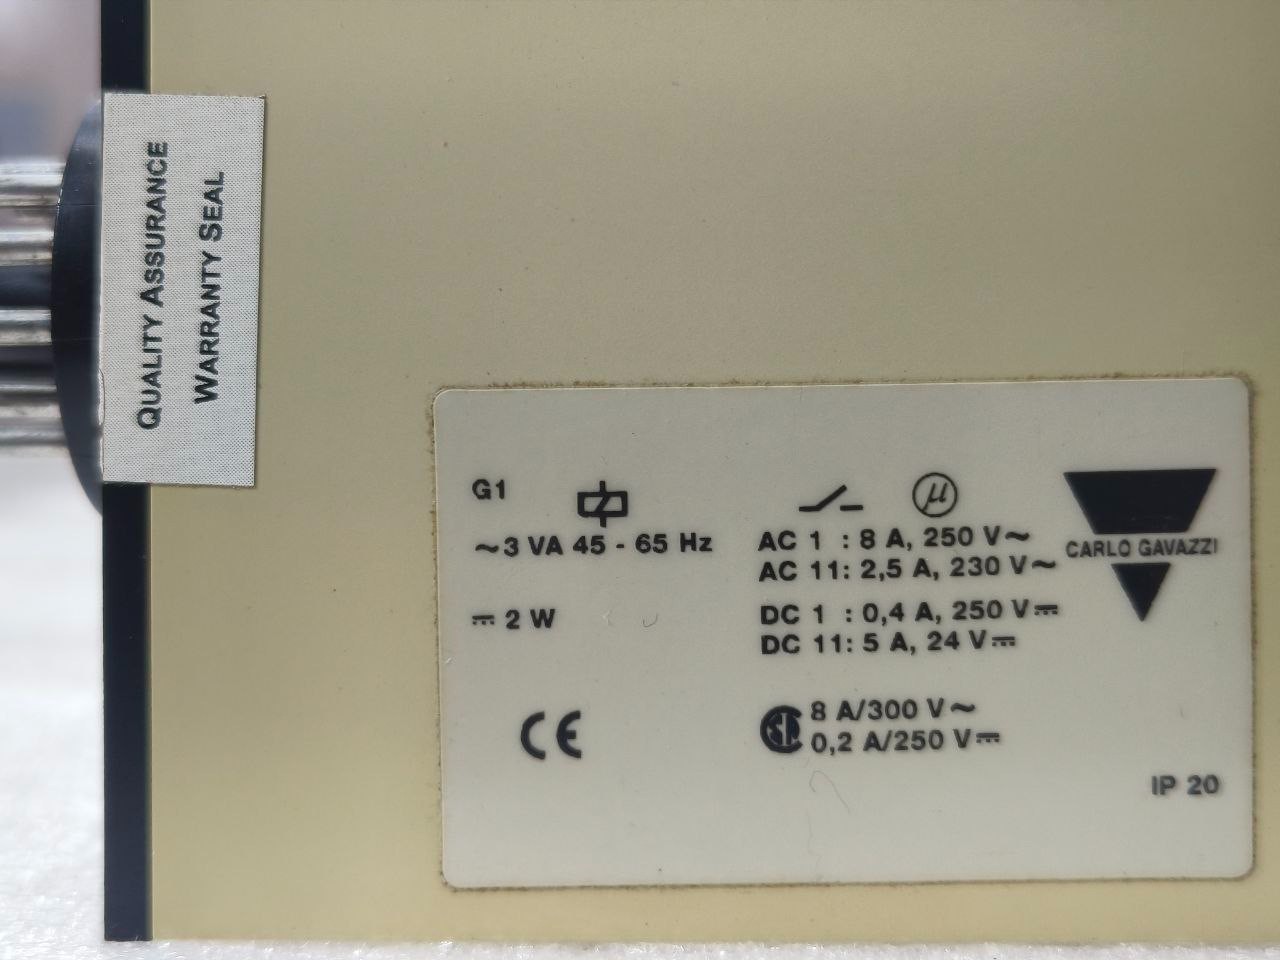 QUALITY ASSURANCE
WARRANTY SEAL
G1
~3 VA 45 - 65 Hz
⎓ 2 W
CE
μ
AC 1 : 8 A, 250 V~
AC 11: 2,5 A, 230 V~
DC 1 : 0,4 A, 250 V⎓
DC 11: 5 A, 24 V⎓
SA 8 A/300 V~
0,2 A/250 V⎓
CARLO GAVAZZI
IP 20